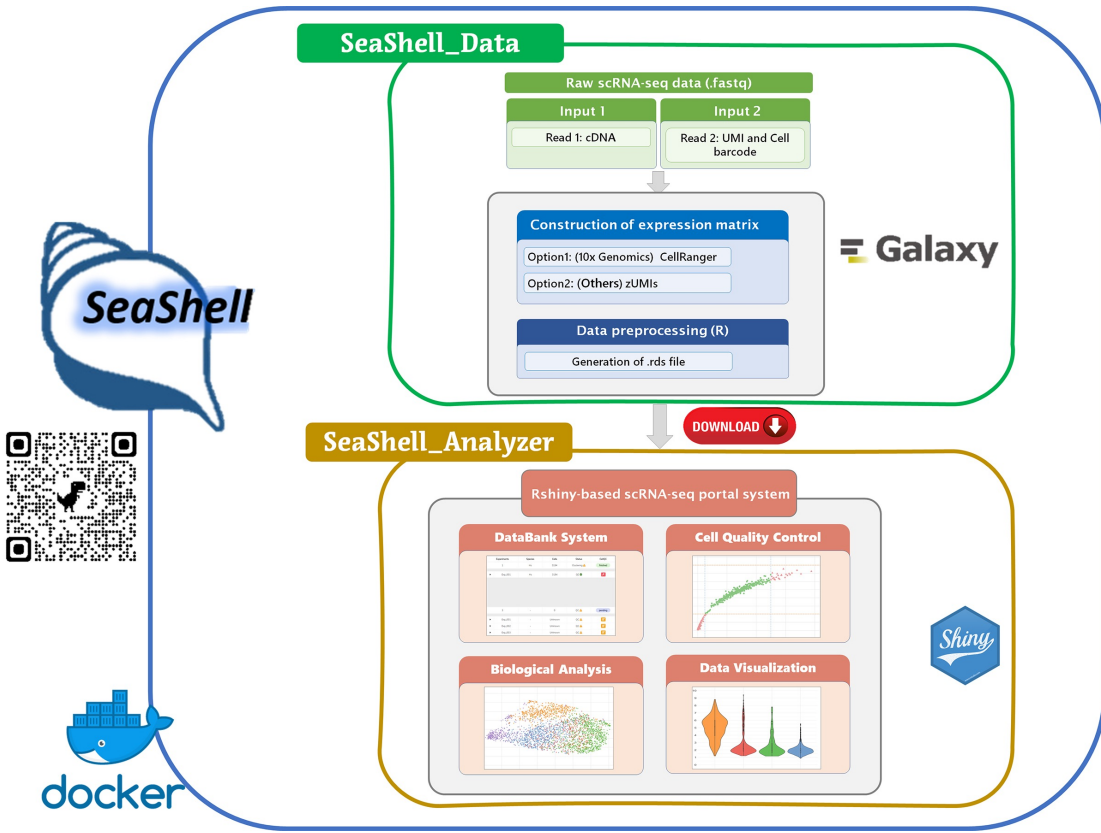 SeaShell_Data
Raw scRNA-seq data (.fastq)
Input 1
Input 2
Read 1: cDNA
Read 2: UMI and Cell
barcode
Construction of expression matrix
Option1: (10x Genomics) CellRanger
Option2: (Others) zUMIs
Data preprocessing (R)
Generation of .rds file
Galaxy
SeaShell
DOWNLOAD
SeaShell_Analyzer
Rshiny-based scRNA-seq portal system
DataBank System
Cell Quality Control
Biological Analysis
Data Visualization
Shiny
docker